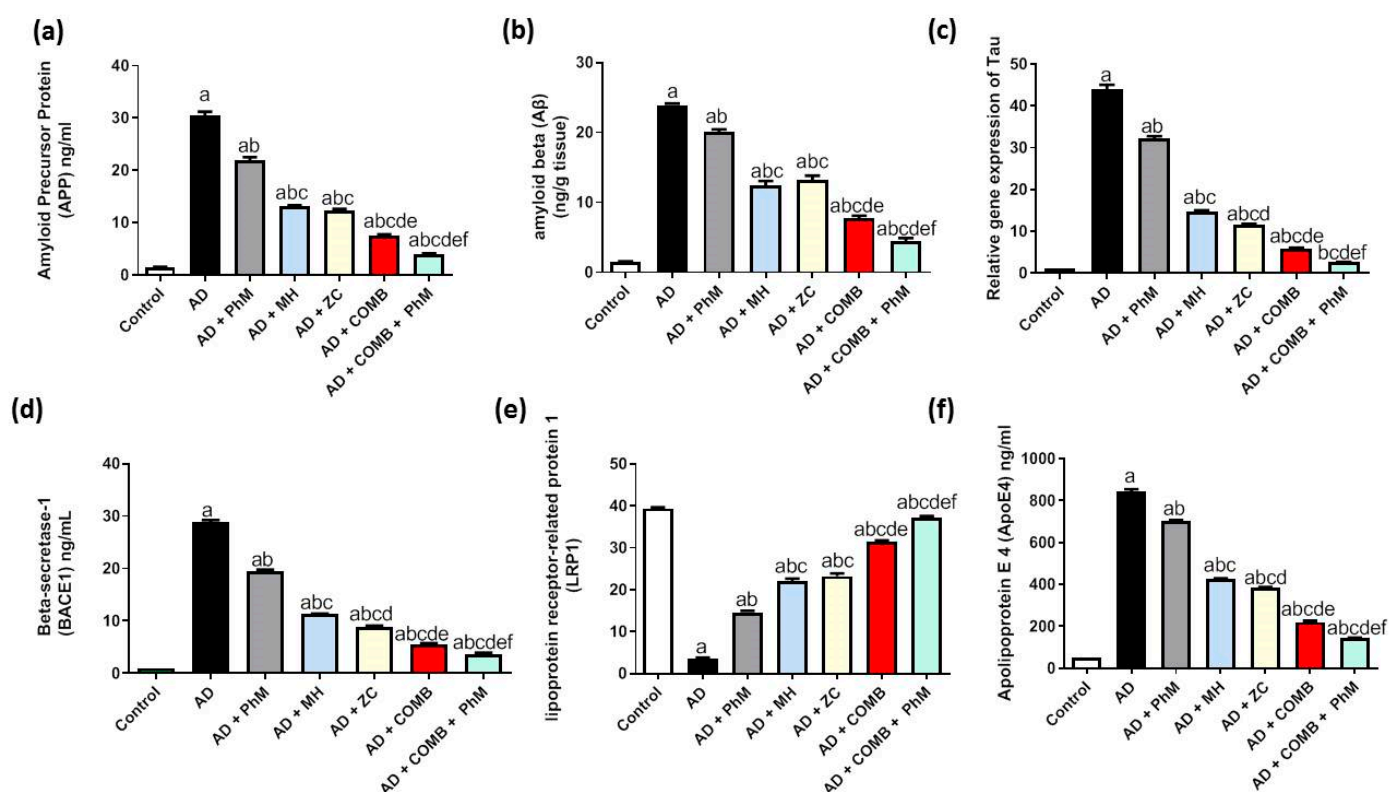 (a)
Amyloid Precursor Protein
(APP) ng/ml
40
30
20
10
0
a
ab
abc
abc
abcde
abcdef
Control
AD
AD + PhM
AD + MH
AD + ZC
AD + COMB
AD + COMB + PhM
(b)
amyloid beta (Aβ)
(ng/g tissue)
30
20
10
0
a
ab
abc
abc
abcde
abcdef
Control
AD
AD + PhM
AD + MH
AD + ZC
AD + COMB
AD + COMB + PhM
(c)
Relative gene expression of Tau
50
40
30
20
10
0
a
ab
abc
abcd
abcde
bcdef
Control
AD
AD + PhM
AD + MH
AD + ZC
AD + COMB
AD + COMB + PhM
(d)
Beta-secretase-1
(BACE1) ng/mL
40
30
20
10
0
a
ab
abc
abcd
abcde
abcdef
Control
AD
AD + PhM
AD + MH
AD + ZC
AD + COMB
AD + COMB + PhM
(e)
lipoprotein receptor-related protein 1
(LRP1)
50
40
30
20
10
0
a
ab
abc
abc
abcde
abcdef
Control
AD
AD + PhM
AD + MH
AD + ZC
AD + COMB
AD + COMB + PhM
(f)
Apolipoprotein E 4 (ApoE4) ng/ml
1000
800
600
400
200
0
a
ab
abc
abcd
abcde
abcdef
Control
AD
AD + PhM
AD + MH
AD + ZC
AD + COMB
AD + COMB + PhM